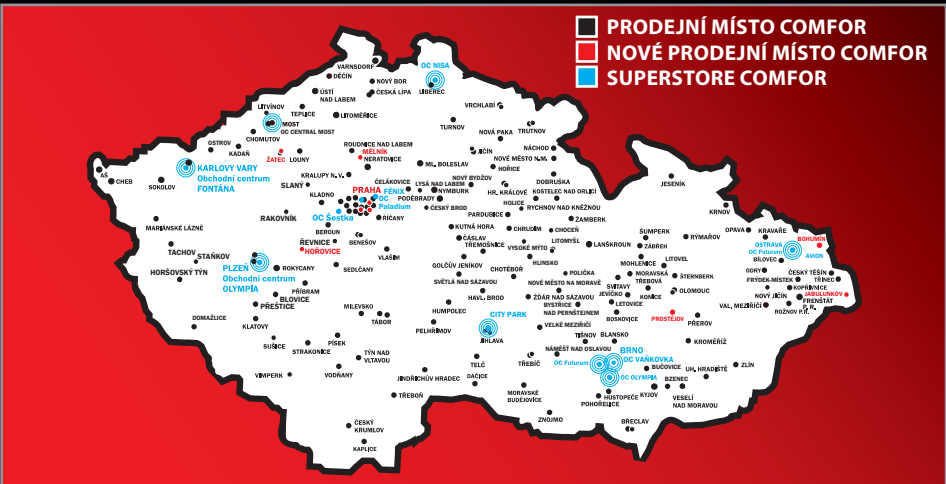 PRODEJNÍ MÍSTO COMFOR
NOVÉ PRODEJNÍ MÍSTO COMFOR
SUPERSTORE COMFOR
VARNSDORF
DĚČÍN
NOVÝ BOR
ČESKÁ LÍPA
OC NISA
LIBEREC
ÚSTÍ
NAD LABEM
LITVÍNOV
TEPLICE
LITOMĚŘICE
MOST
OC CENTRAL MOST
CHOMUTOV
OSTROV
KADAŇ
ŽATEC
LOUNY
ROUDNICE NAD LABEM
MĚLNÍK
NERATOVICE
KRALUPY N. V.
VRCHLABÍ
TRUTNOV
TURNOV
NOVÁ PAKA
JIČÍN
NÁCHOD
NOVÉ MĚSTO N.M.
HOŘICE
ML. BOLESLAV
AŠ
CHEB
SOKOLOV
KARLOVY VARY
Obchodní centrum
FONTÁNA
SLANÝ
KLADNO
RAKOVNÍK
PRAHA
FÉNIX
OC
Paladium
OC Šestka
ŘÍČANY
ČELÁKOVICE
LYSÁ NAD LABEM
NYMBURK
PODĚBRADY
ČESKÝ BROD
NOVÝ BYDŽOV
HR. KRÁLOVÉ
DOBRUŠKA
KOSTELEC NAD ORLICÍ
HOLICE
RYCHNOV NAD KNĚŽNOU
PARDUBICE
ŽAMBERK
JESENÍK
KRNOV
MARIÁNSKÉ LÁZNĚ
TACHOV
STAŇKOV
HORŠOVSKÝ TÝN
BEROUN
ŘEVNICE
HOŘOVICE
BENEŠOV
VLAŠIM
SEDLČANY
KUTNÁ HORA
ČÁSLAV
TŘEMOŠNICE
CHRUDIM
CHOCEŇ
VYSOKÉ MÝTO
LITOMYŠL
HLINSKO
LANŠKROUN
ŠUMPERK
ZÁBŘEH
RÝMAŘOV
OPAVA
KRAVAŘE
BOHUMÍN
OSTRAVA
OC Futurum
AVION
BÍLOVEC
PLZEŇ
Obchodní centrum
OLYMPIA
ROKYCANY
PŘÍBRAM
BLOVICE
PŘEŠTICE
GOLČŮV JENÍKOV
CHOTĚBOŘ
SVĚTLÁ NAD SÁZAVOU
HAVL. BROD
HUMPOLEC
POLIČKA
NOVÉ MĚSTO NA MORAVĚ
ŽĎÁR NAD SÁZAVOU
BYSTŘICE
NAD PERNŠTEJNEM
SVITAVY
JEVÍČKO
LETOVICE
BOSKOVICE
MOHELNICE
MORAVSKÁ
TŘEBOVÁ
KONICE
LITOVEL
ŠTERNBERK
OLOMOUC
PROSTĚJOV
PŘEROV
ODRY
ČESKÝ TĚŠÍN
FRÝDEK-MÍSTEK
TŘINEC
KOPŘIVNICE
NOVÝ JIČÍN
JABLUNKOV
FRENŠTÁT
P. R.
VAL. MEZIŘÍČÍ
ROŽNOV P.R.
DOMAŽLICE
KLATOVY
SUŠICE
STRAKONICE
PÍSEK
MILEVSKO
TÁBOR
TÝN NAD
VLTAVOU
VIMPERK
VODŇANY
PELHŘIMOV
CITY PARK
JIHLAVA
VELKÉ MEZIŘÍČÍ
NÁMĚŠŤ NAD OSLAVOU
TIŠNOV
BLANSKO
TELČ
TŘEBÍČ
DAČICE
JINDŘICHŮV HRADEC
TŘEBOŇ
MORAVSKÉ
BUDĚJOVICE
ZNOJMO
BRNO
OC VAŇKOVKA
OC Futurum
OC OLYMPIA
BUČOVICE
KROMĚŘÍŽ
ZLÍN
UH. HRADIŠTĚ
BZENEC
KYJOV
VESELÍ
NAD MORAVOU
HUSTOPEČE
POHOŘELICE
BŘECLAV
ČESKÝ
KRUMLOV
KAPLICE